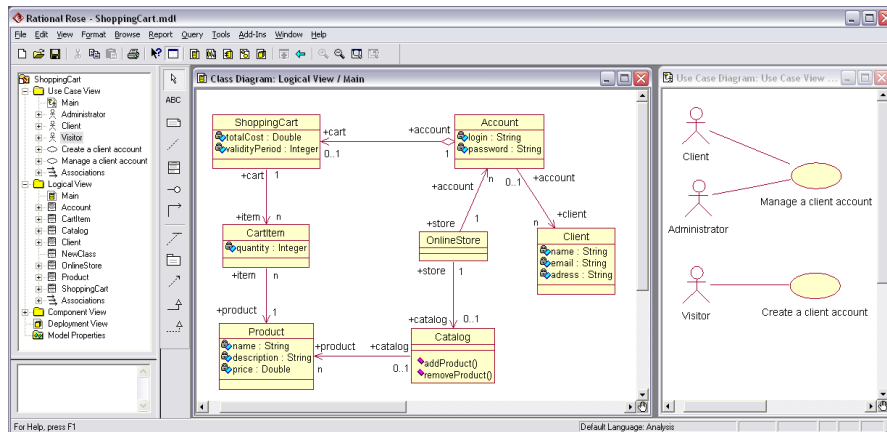 Rational Rose - ShoppingCart.mdl
File Edit View Format Browse Report Query Tools Add-Ins Window Help
ShoppingCart
Use Case View
Main
Administrator
Client
Visitor
Create a client account
Manage a client account
Associations
Logical View
Main
Account
CartItem
Catalog
Client
NewClass
OnlineStore
Product
ShoppingCart
Associations
Component View
Deployment View
Model Properties
ABC
Class Diagram: Logical View / Main
ShoppingCart
totalCost : Double
validityPeriod : Integer
+cart
0..1
+account
1
Account
login : String
password : String
+cart 1
+item n
CartItem
quantity : Integer
+item n
+product 1
n
+account
0..1
+account
+store 1
OnlineStore
+store 1
+client
n
Client
name : String
email : String
adress : String
+catalog 0..1
Product
name : String
description : String
price : Double
+product
n
+catalog
0..1
Catalog
addProduct()
removeProduct()
Use Case Diagram: Use Case View ...
Client
Manage a client account
Administrator
Visitor
Create a client account
For Help, press F1
Default Language: Analysis